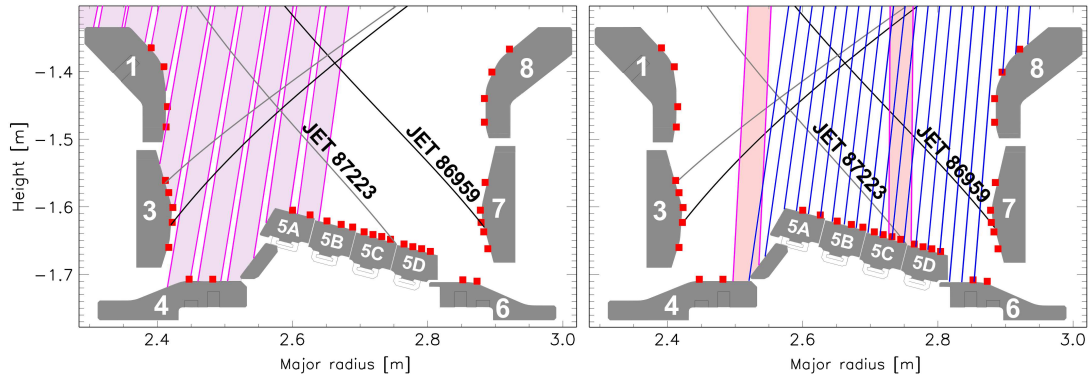 1
8
3
7
4
5A
5B
5C
5D
6
JET 87223
JET 86959
-1.4
-1.5
-1.6
-1.7
Height [m]
2.4
2.6
2.8
3.0
Major radius [m]
1
8
3
7
4
5A
5B
5C
5D
6
JET 87223
JET 86959
2.4
2.6
2.8
3.0
Major radius [m]